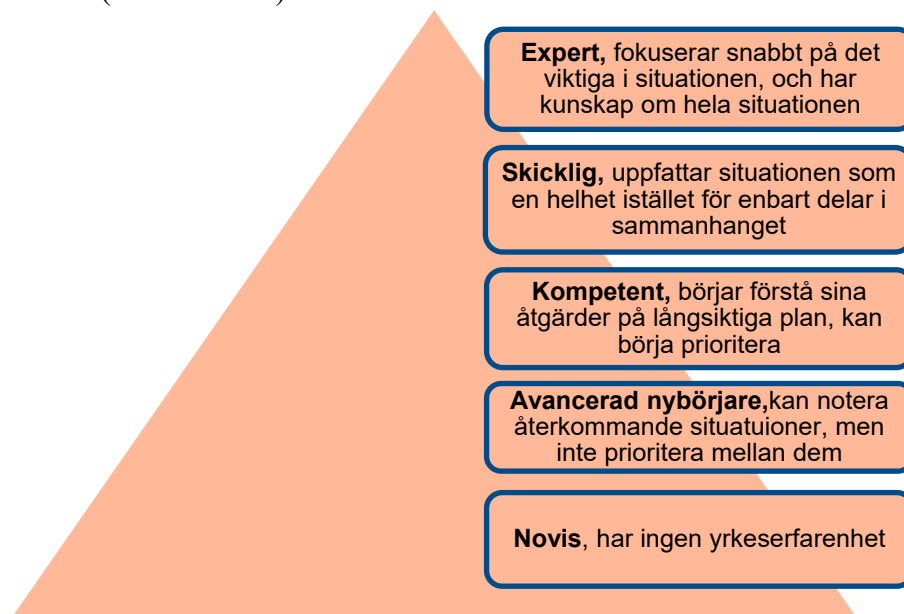 Expert, fokuserar snabbt på det
viktiga i situationen, och har
kunskap om hela situationen
Skicklig, uppfattar situationen som
en helhet istället för enbart delar i
sammanhanget
Kompetent, börjar förstå sina
åtgärder på långsiktiga plan, kan
börja prioritera
Avancerad nybörjare,kan notera
återkommande situatuioner, men
inte prioritera mellan dem
Novis, har ingen yrkeserfarenhet